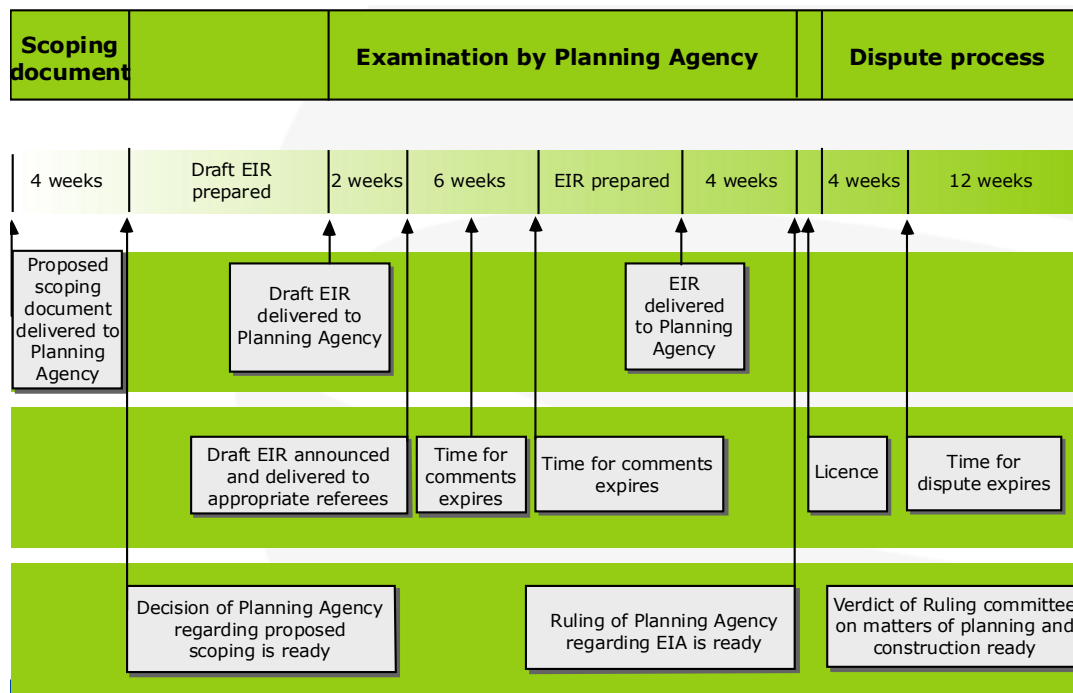 Scoping
document
Examination by Planning Agency
Dispute process
4 weeks
Draft EIR
prepared
2 weeks
6 weeks
EIR prepared
4 weeks
4 weeks
12 weeks
Proposed
scoping
document
delivered to
Planning
Agency
Draft EIR
delivered to
Planning Agency
EIR
delivered
to Planning
Agency
Draft EIR announced
and delivered to
appropriate referees
Time for
comments
expires
Time for comments
expires
Licence
Time for
dispute expires
Decision of Planning Agency
regarding proposed
scoping is ready
Ruling of Planning Agency
regarding EIA is ready
Verdict of Ruling committee
on matters of planning and
construction ready